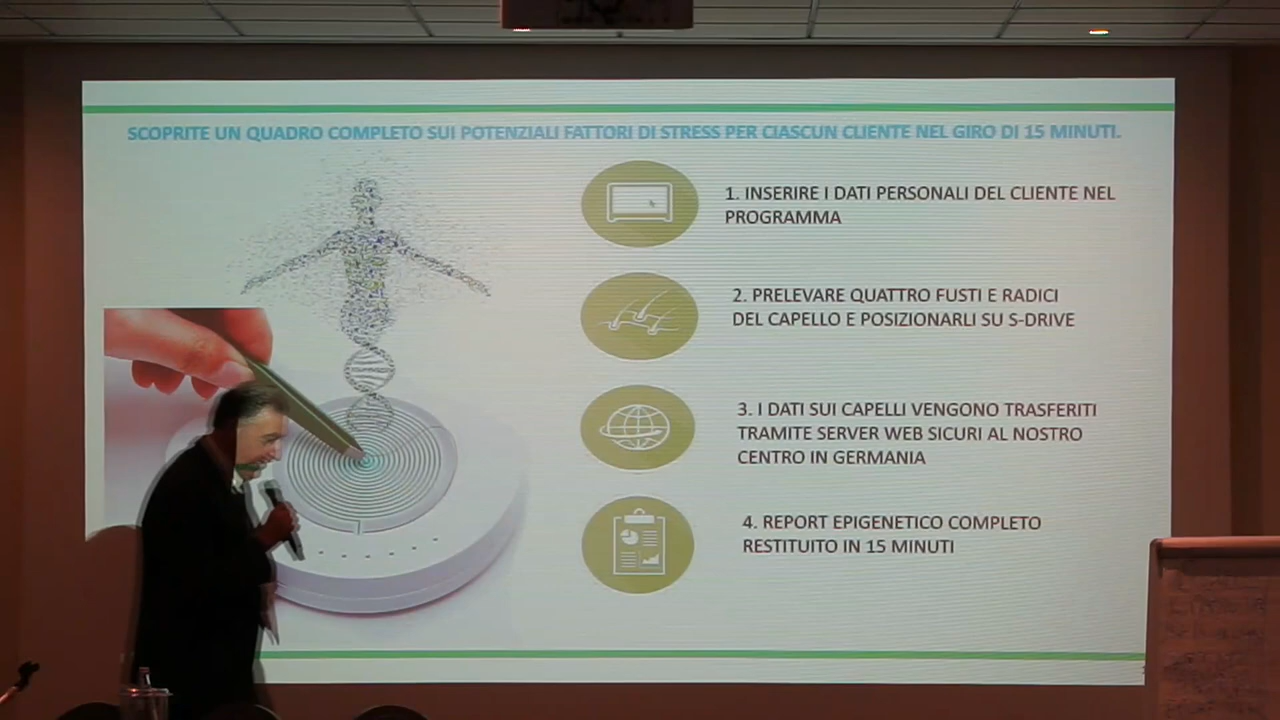 SCOPRITE UN QUADRO COMPLETO SUI POTENZIALI FATTORI DI STRESS PER CIASCUN CLIENTE NEL GIRO DI 15 MINUTI.
1. INSERIRE I DATI PERSONALI DEL CLIENTE NEL
PROGRAMMA
2. PRELEVARE QUATTRO FUSTI E RADICI
DEL CAPELLO E POSIZIONARLI SU S-DRIVE
3. I DATI SUI CAPELLI VENGONO TRASFERITI
TRAMITE SERVER WEB SICURI AL NOSTRO
CENTRO IN GERMANIA
4. REPORT EPIGENETICO COMPLETO
RESTITUITO IN 15 MINUTI